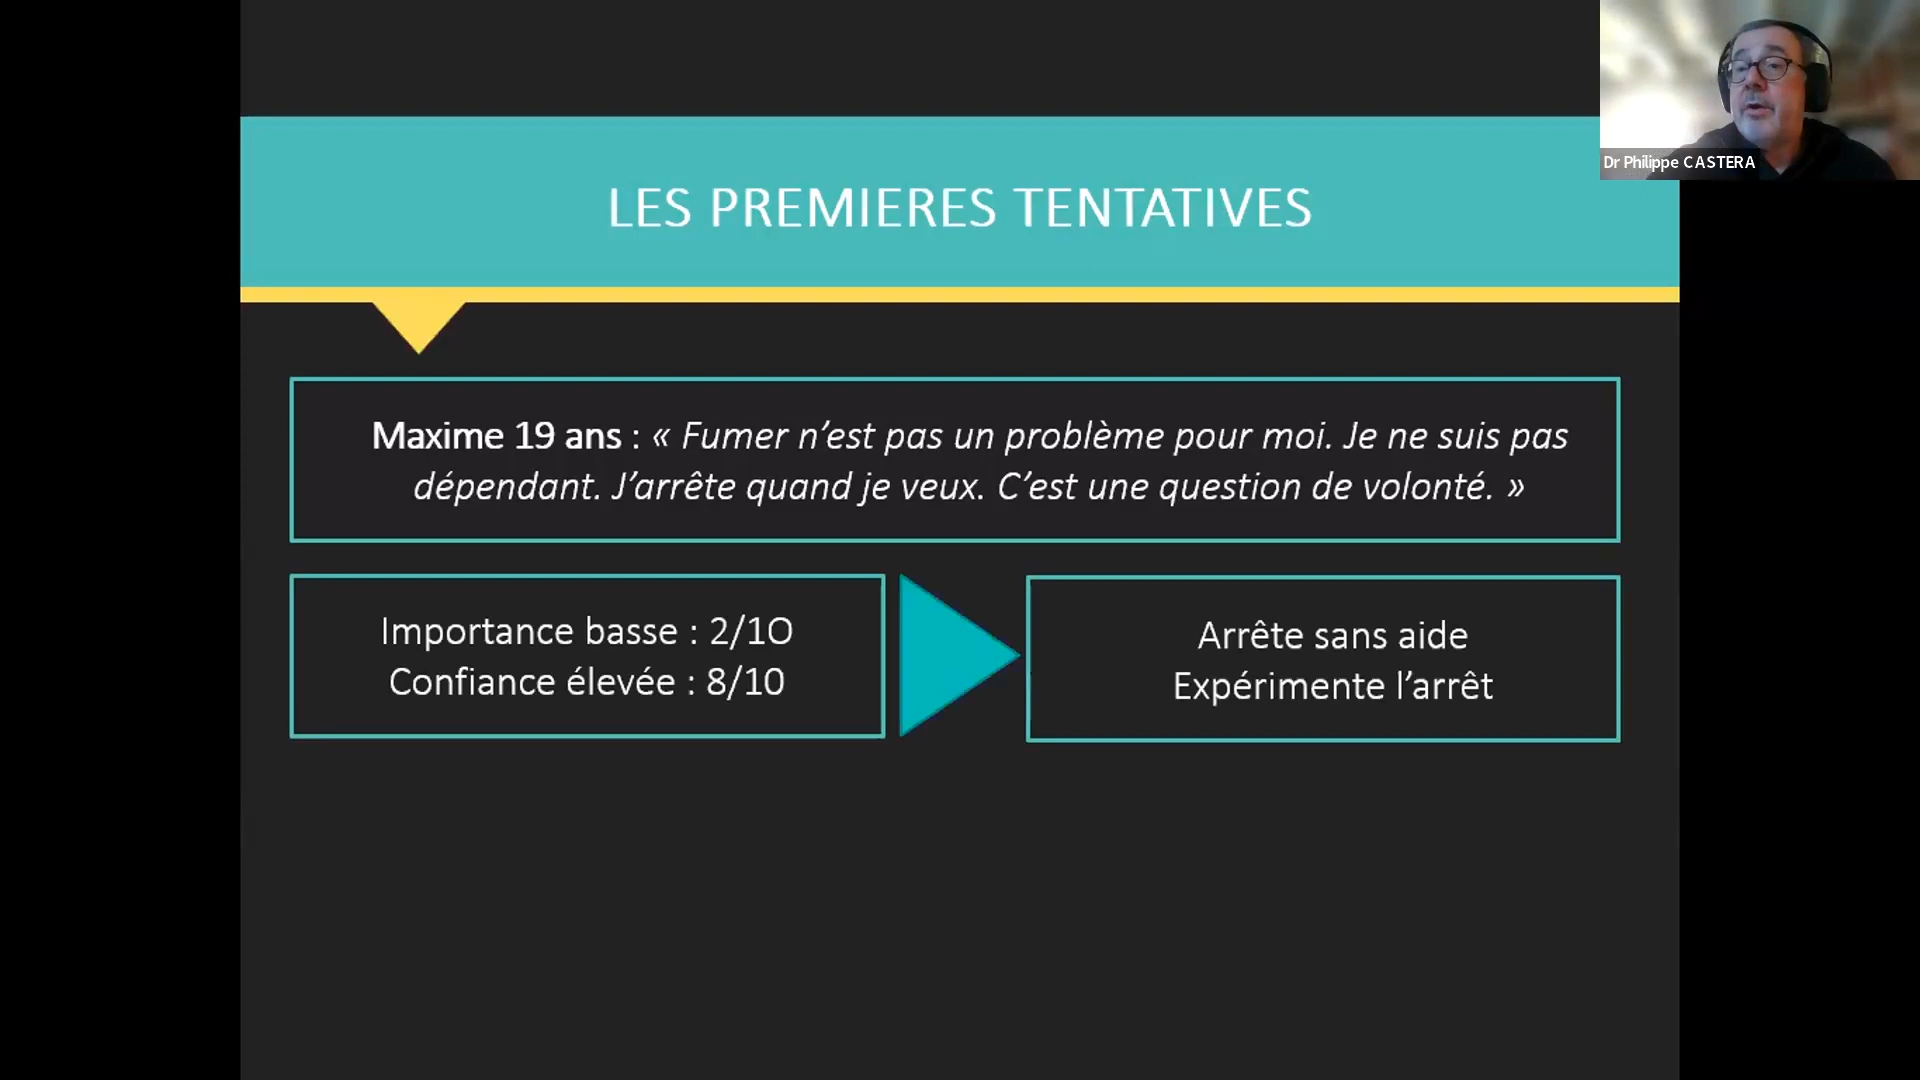 Dr Philippe CASTERA
LES PREMIERES TENTATIVES
Maxime 19 ans : « Fumer n’est pas un problème pour moi. Je ne suis pas
dépendant. J’arrête quand je veux. C’est une question de volonté. »
Importance basse : 2/1O
Confiance élevée : 8/10
Arrête sans aide
Expérimente l’arrêt